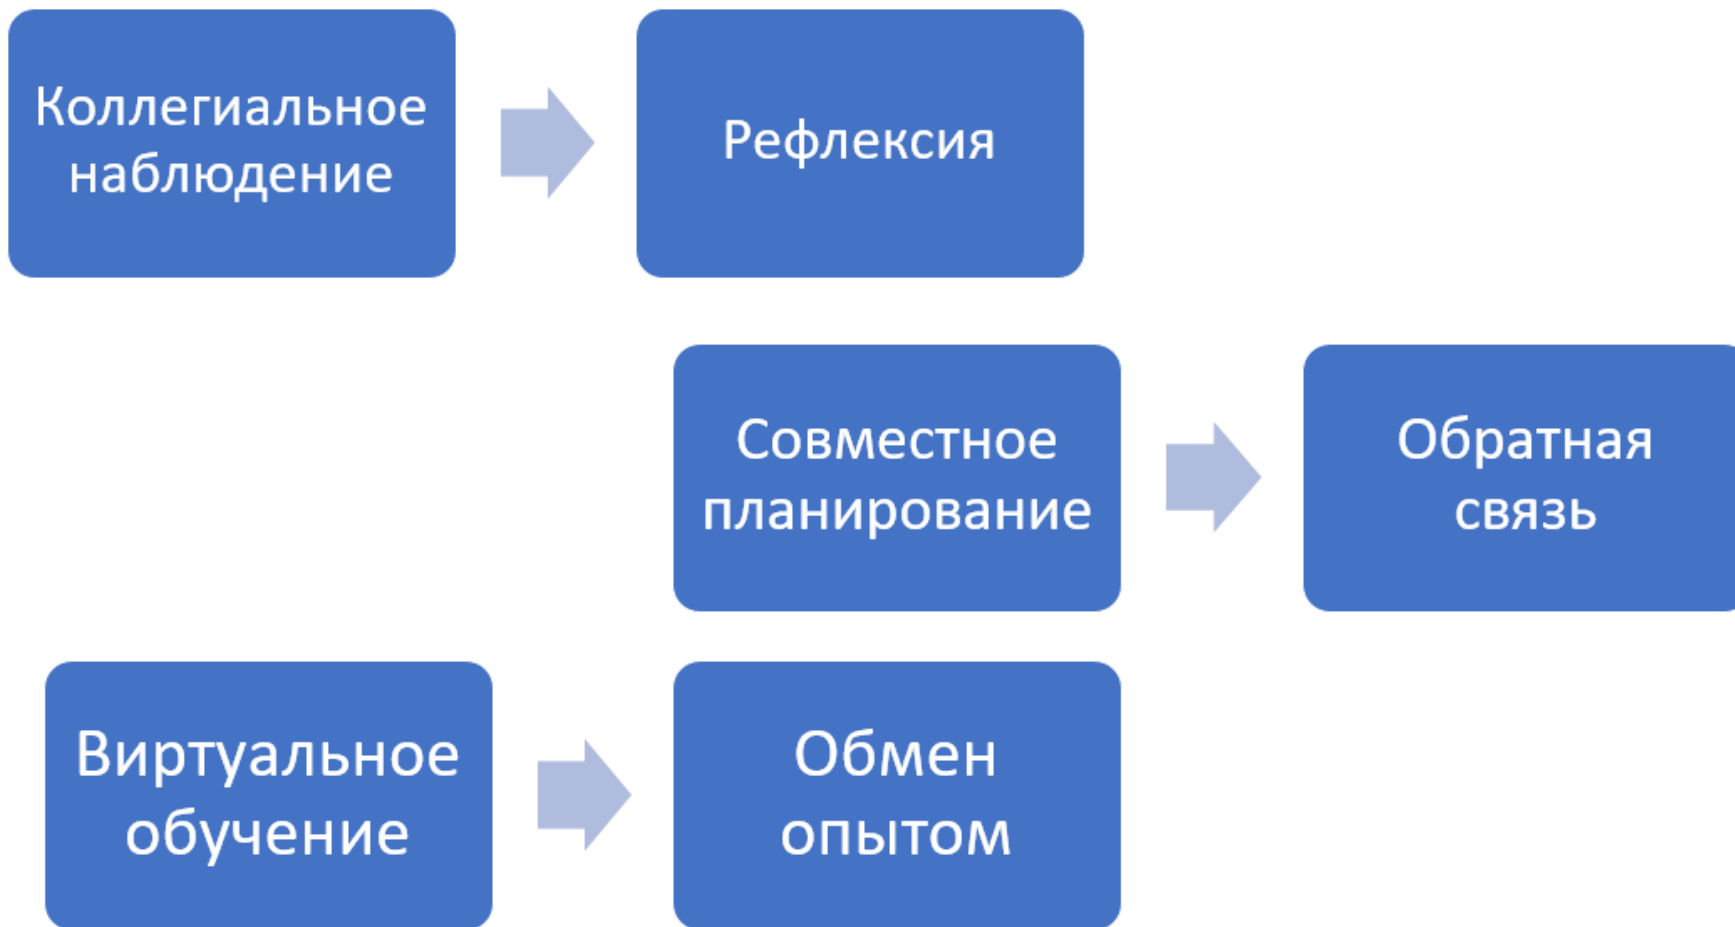 Коллегиальное
наблюдение
Рефлексия
Совместное
планирование
Обратная
связь
Виртуальное
обучение
Обмен
опытом